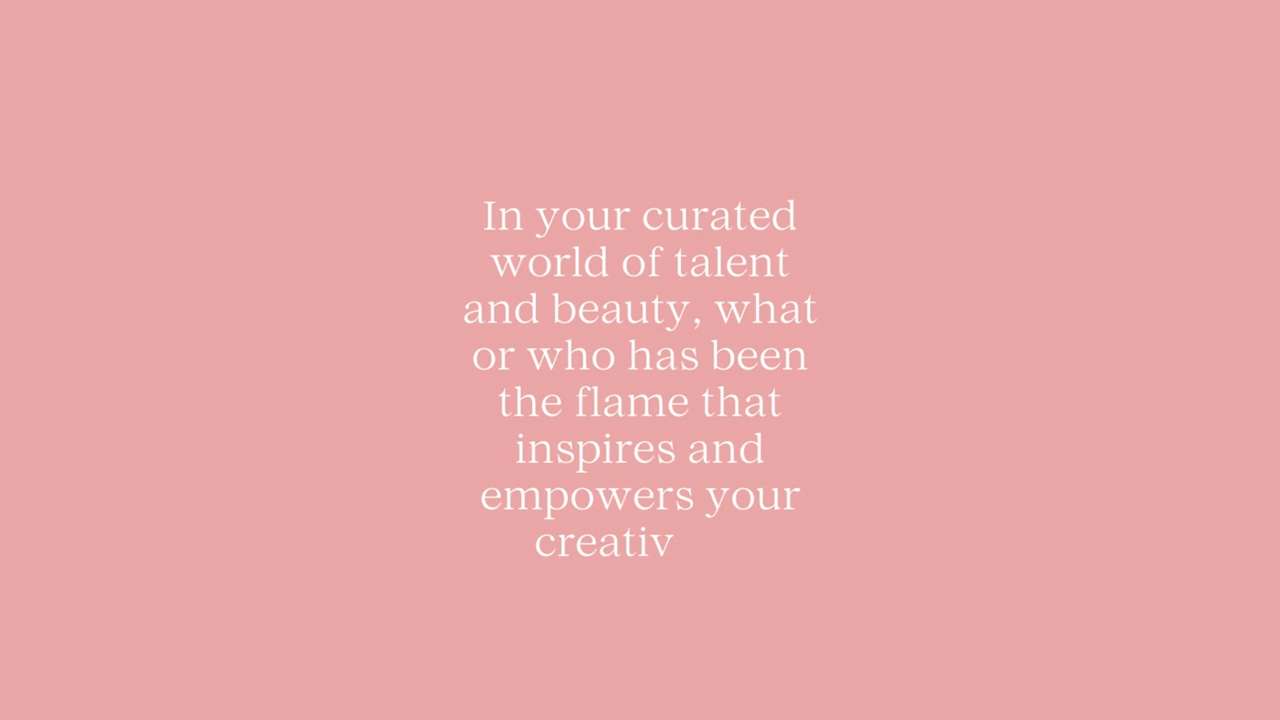 In your curated
world of talent
and beauty, what
or who has been
the flame that
inspires and
empowers your
creativ